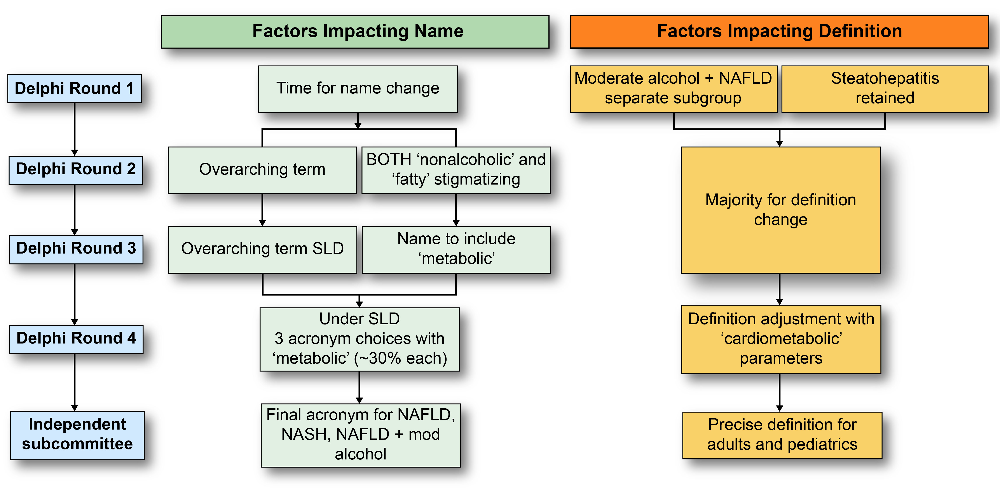 Factors Impacting Name
Factors Impacting Definition
Delphi Round 1
Time for name change
Moderate alcohol + NAFLD
separate subgroup
Steatohepatitis
retained
Delphi Round 2
Overarching term
BOTH ‘nonalcoholic’ and
‘fatty’ stigmatizing
Majority for definition
change
Delphi Round 3
Overarching term SLD
Name to include
‘metabolic’
Delphi Round 4
Under SLD
3 acronym choices with
‘metabolic’ (~30% each)
Definition adjustment with
‘cardiometabolic’
parameters
Independent
subcommittee
Final acronym for NAFLD,
NASH, NAFLD + mod
alcohol
Precise definition for
adults and pediatrics